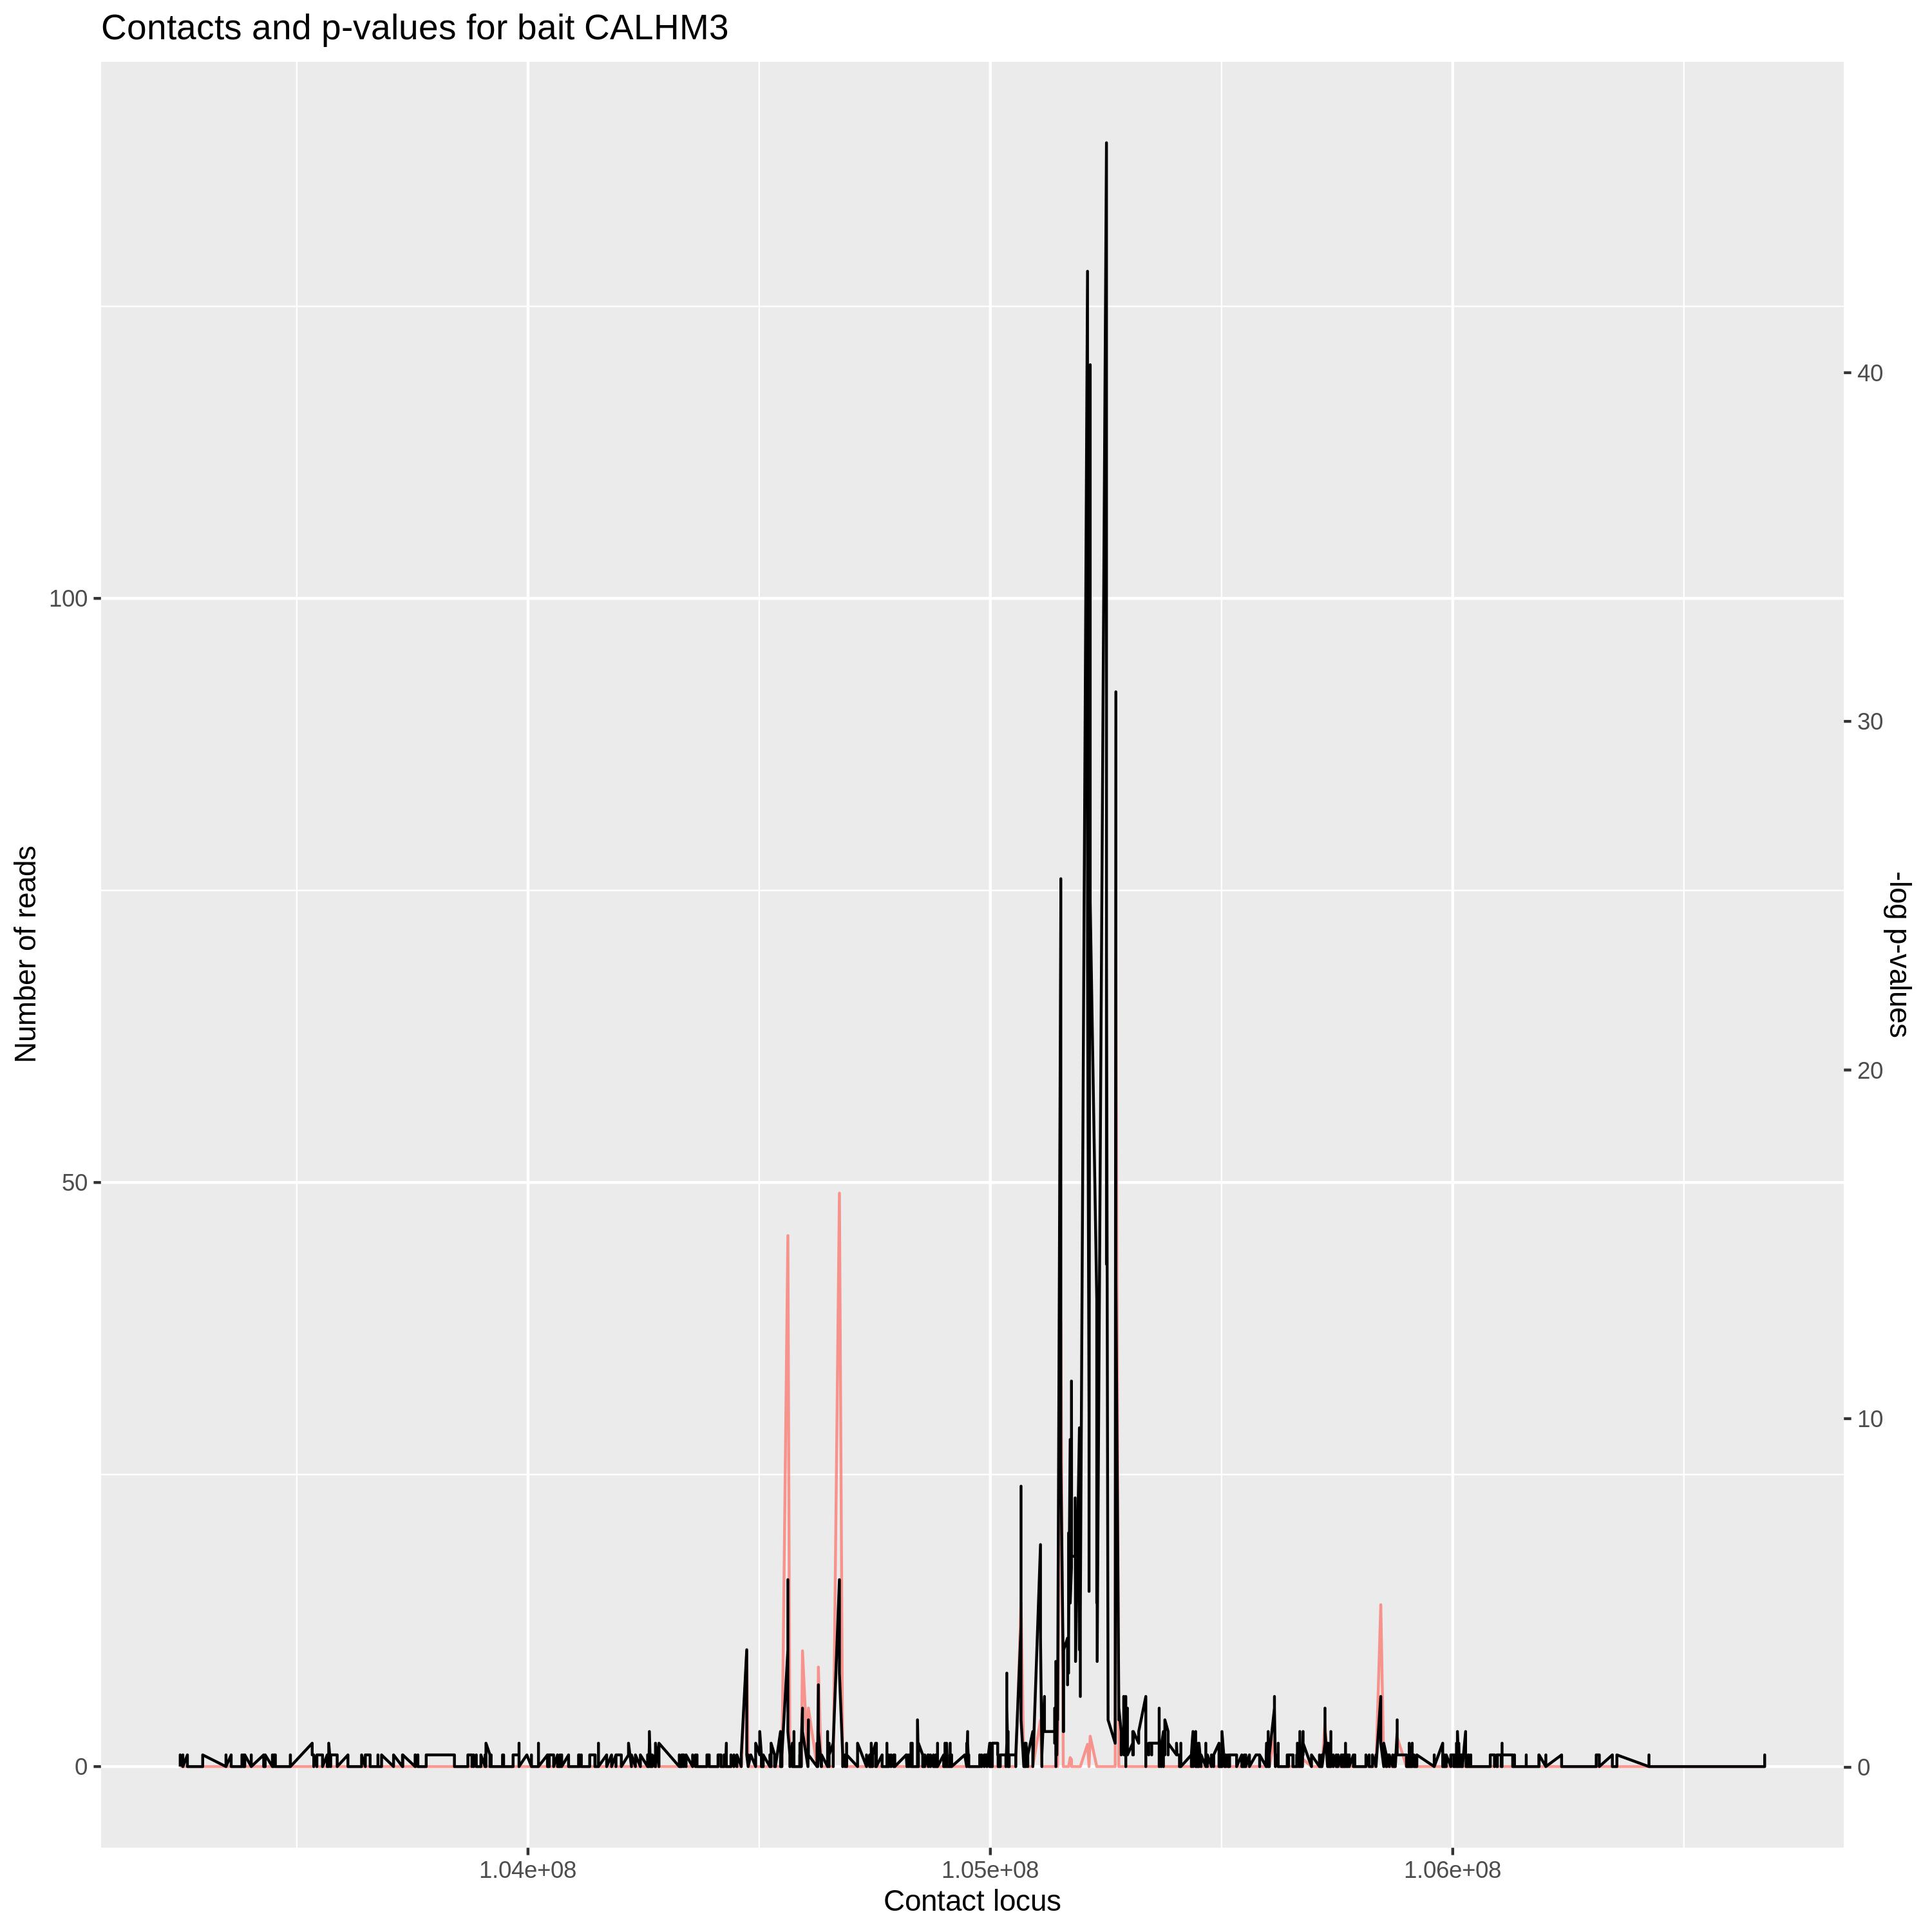 Contacts and p-values for bait CALHM3
Number of reads
100
50
0
40
30
20
10
0
-log p-values
1.04e+08
1.05e+08
1.06e+08
Contact locus